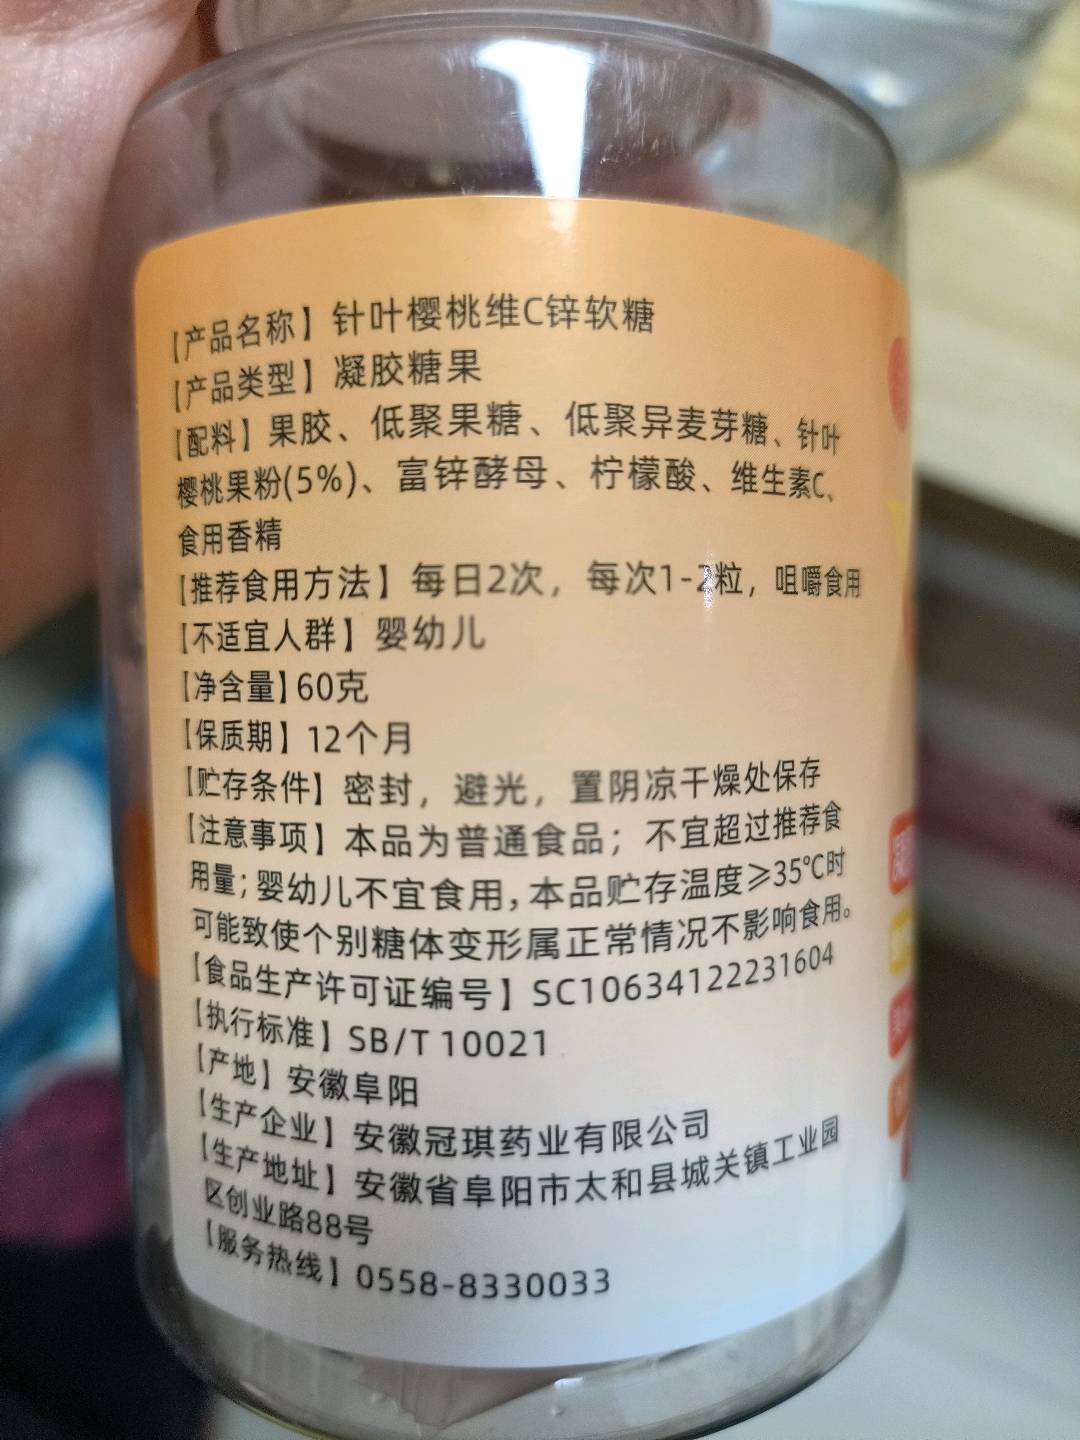 【产品名称】针叶樱桃维C锌软糖
【产品类型】凝胶糖果
【配料】果胶、低聚果糖、低聚异麦芽糖、针叶
樱桃果粉(5%)、富锌酵母、柠檬酸、维生素C、
食用香精
【推荐食用方法】每日2次，每次1-2粒，咀嚼食用
【不适宜人群】婴幼儿
【净含量】60克
【保质期】12个月
【贮存条件】密封，避光，置阴凉干燥处保存
【注意事项】本品为普通食品；不宜超过推荐食
用量；婴幼儿不宜食用，本品贮存温度≥35℃时
可能致使个别糖体变形属正常情况不影响食用。
【食品生产许可证编号】SC10634122231604
【执行标准】SB/T 10021
【产地】安徽阜阳
【生产企业】安徽冠琪药业有限公司
【生产地址】安徽省阜阳市太和县城关镇工业园
区创业路88号
【服务热线】0558-8330033